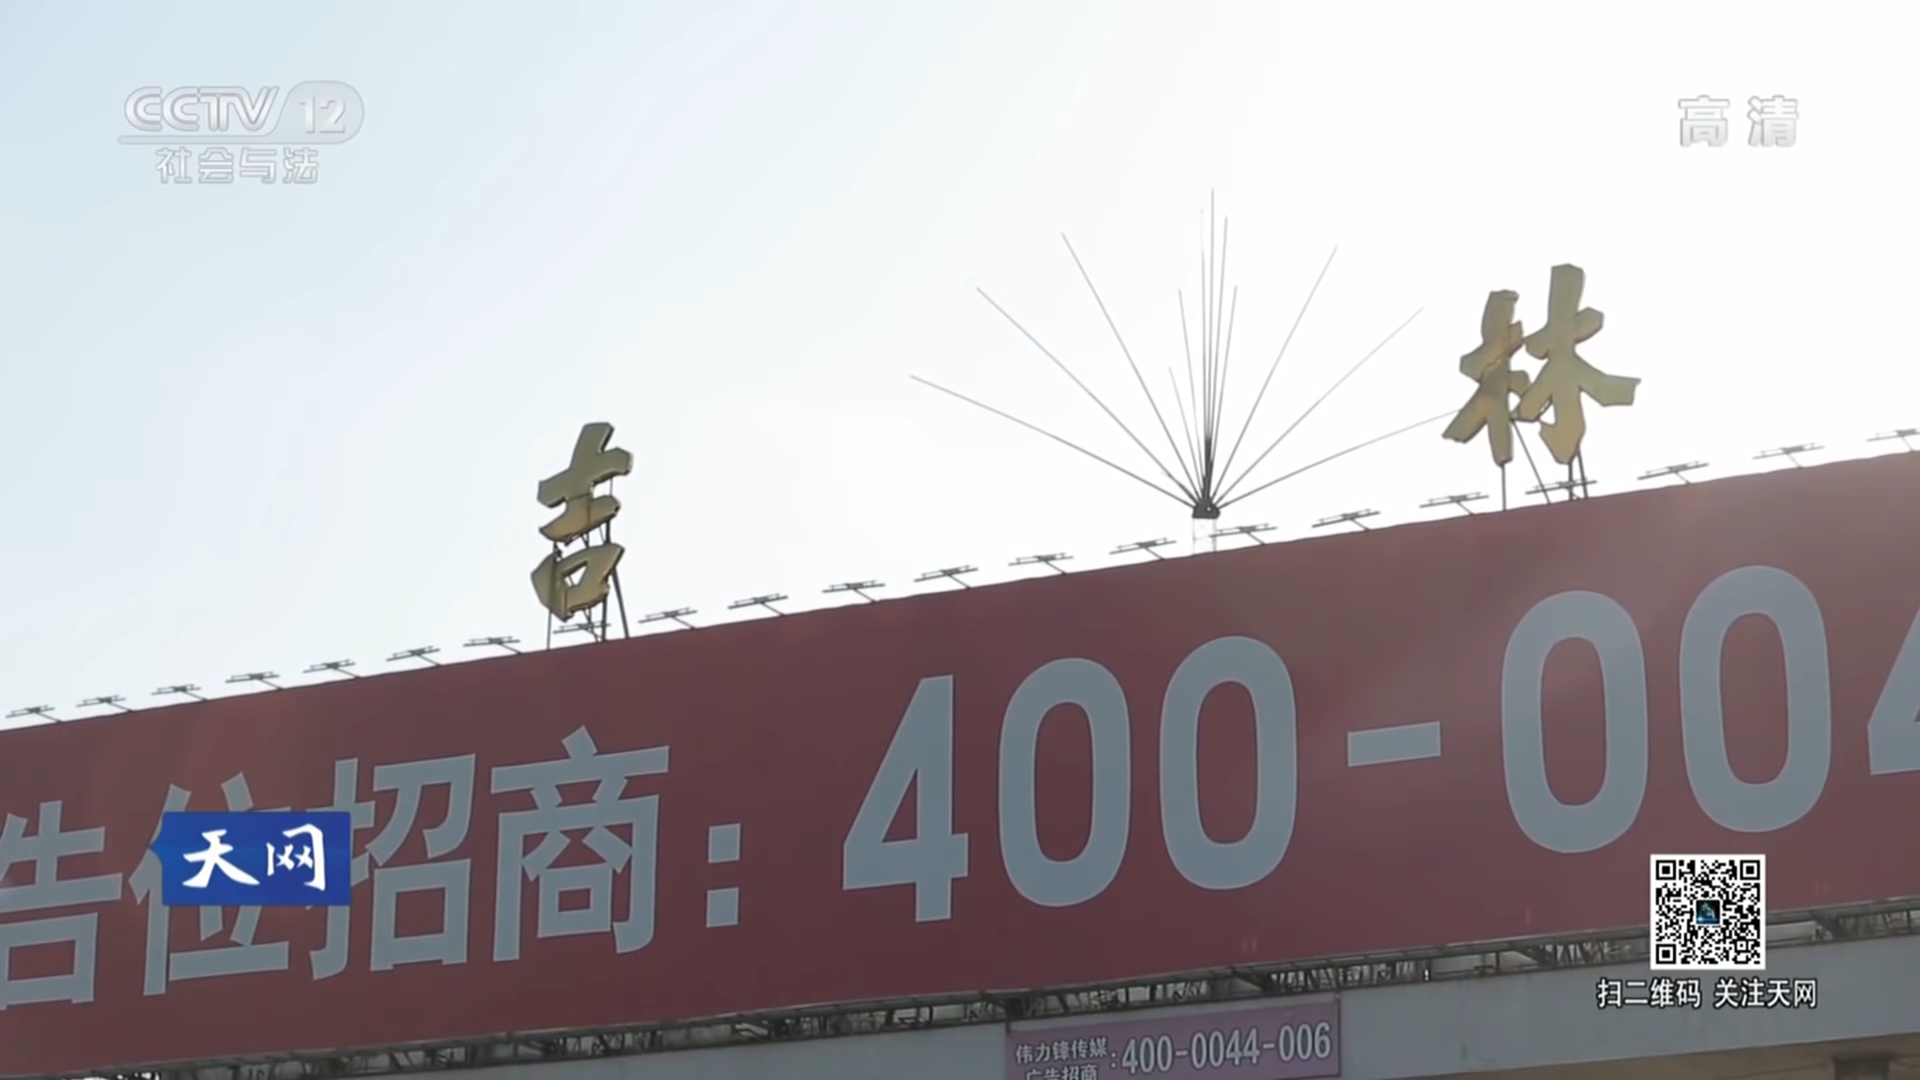 CCTV 12
社会与法
高清
吉林
告位招商：400-004
天网
扫二维码 关注天网
伟力锋传媒
广告招商：400-0044-006